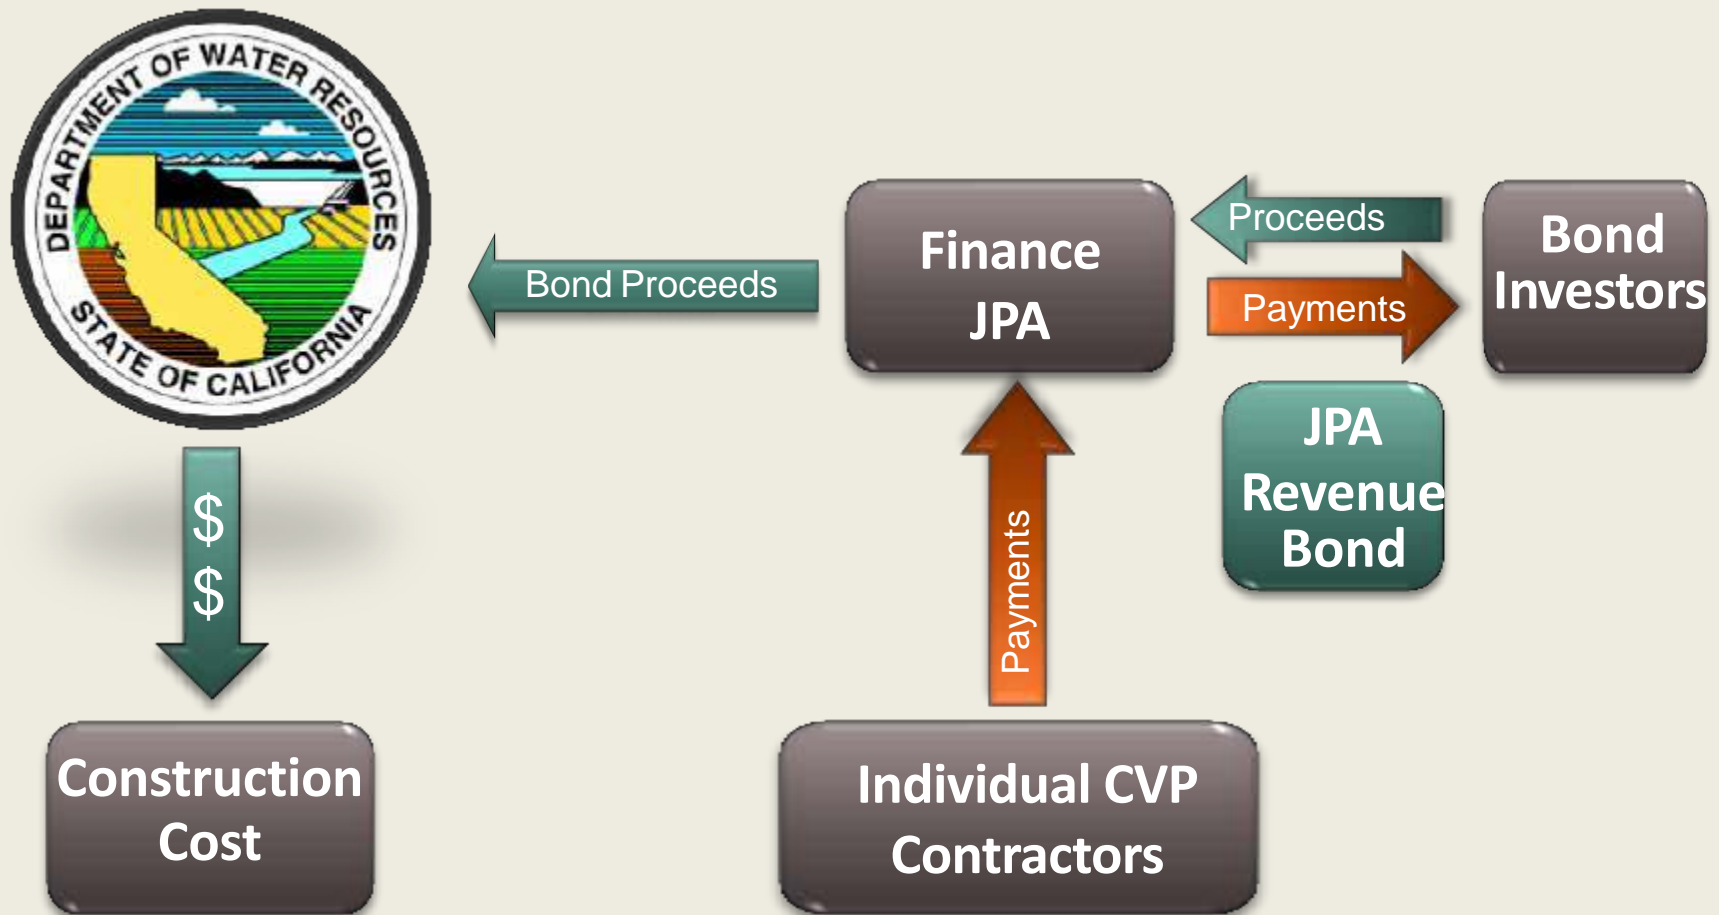 DEPARTMENT OF WATER RESOURCES
STATE OF CALIFORNIA
Bond Proceeds
Finance
JPA
Proceeds
Payments
Bond
Investors
JPA
Revenue
Bond
$
$
Payments
Construction
Cost
Individual CVP
Contractors